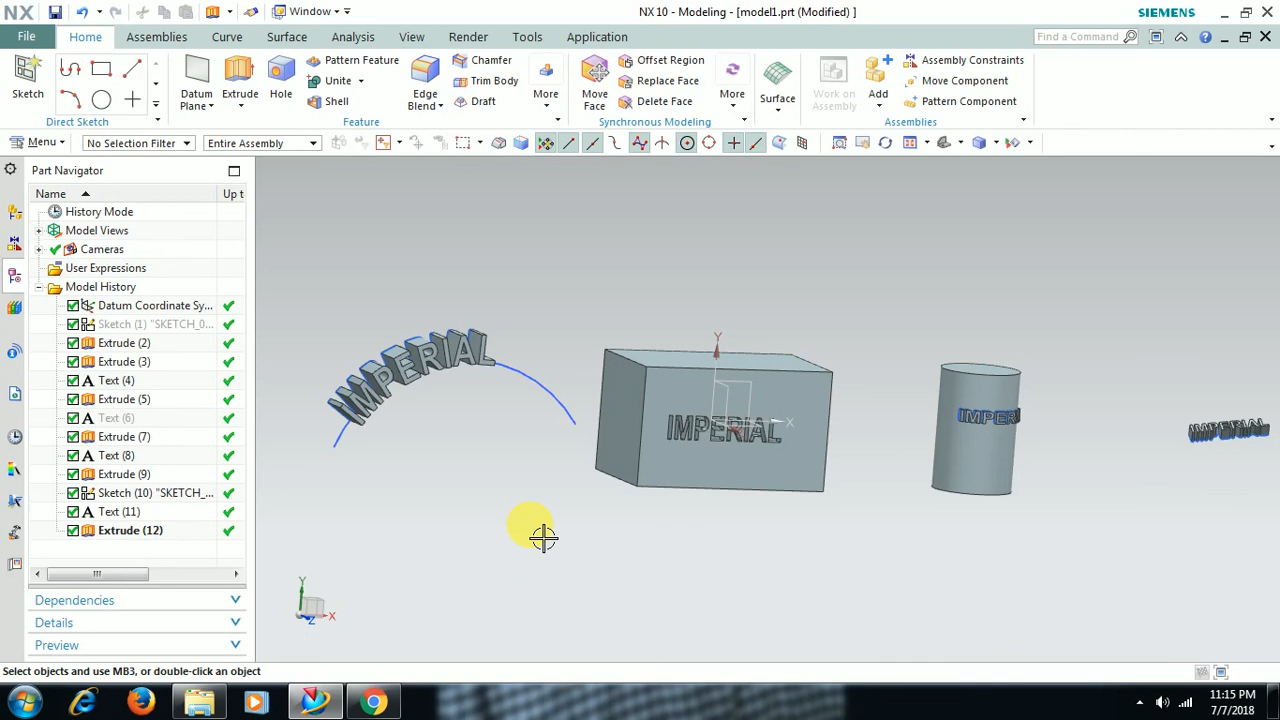 NX
Window
NX 10 - Modeling - [model1.prt (Modified) ]
SIEMENS
File
Home
Assemblies
Curve
Surface
Analysis
View
Render
Tools
Application
Find a Command
Sketch
Direct Sketch
Datum Plane
Extrude
Hole
Pattern Feature
Unite
Shell
Feature
Edge Blend
Chamfer
Trim Body
Draft
More
Move Face
Offset Region
Replace Face
Delete Face
Synchronous Modeling
More
Surface
Work on Assembly
Add
Assembly Constraints
Move Component
Pattern Component
Assemblies
Menu
No Selection Filter
Entire Assembly
Part Navigator
Name
Up t
History Mode
Model Views
Cameras
User Expressions
Model History
Datum Coordinate Sy...
Sketch (1) "SKETCH_0...
Extrude (2)
Extrude (3)
Text (4)
Extrude (5)
Text (6)
Extrude (7)
Text (8)
Extrude (9)
Sketch (10) "SKETCH_...
Text (11)
Extrude (12)
Dependencies
Details
Preview
IMPERIAL
IMPERIAL
IMPERI
IMPERIAL
Y
X
Y
X
Z
Select objects and use MB3, or double-click an object
11:15 PM
7/7/2018